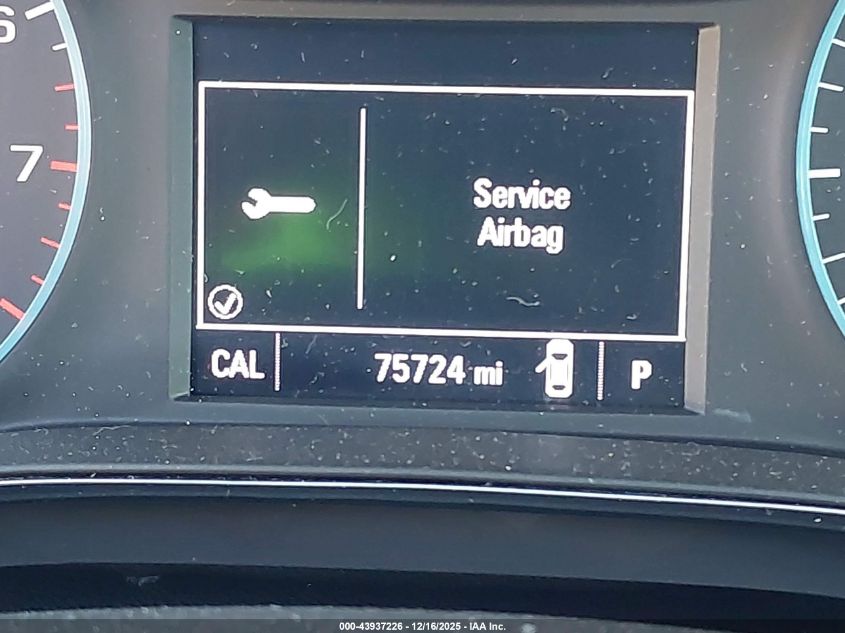 6
7
Service
Airbag
CAL 75724 mi P
000-43937226 - 12/16/2025 - IAA Inc.